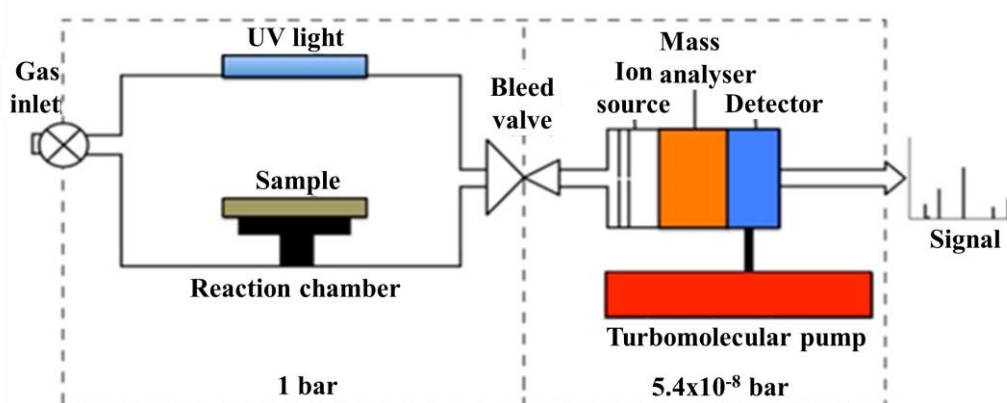 UV light
Gas
inlet
Sample
Reaction chamber
1 bar
Bleed
valve
Mass
analyser
Ion
source
Detector
Turbomolecular pump
5.4x10⁻⁸ bar
Signal